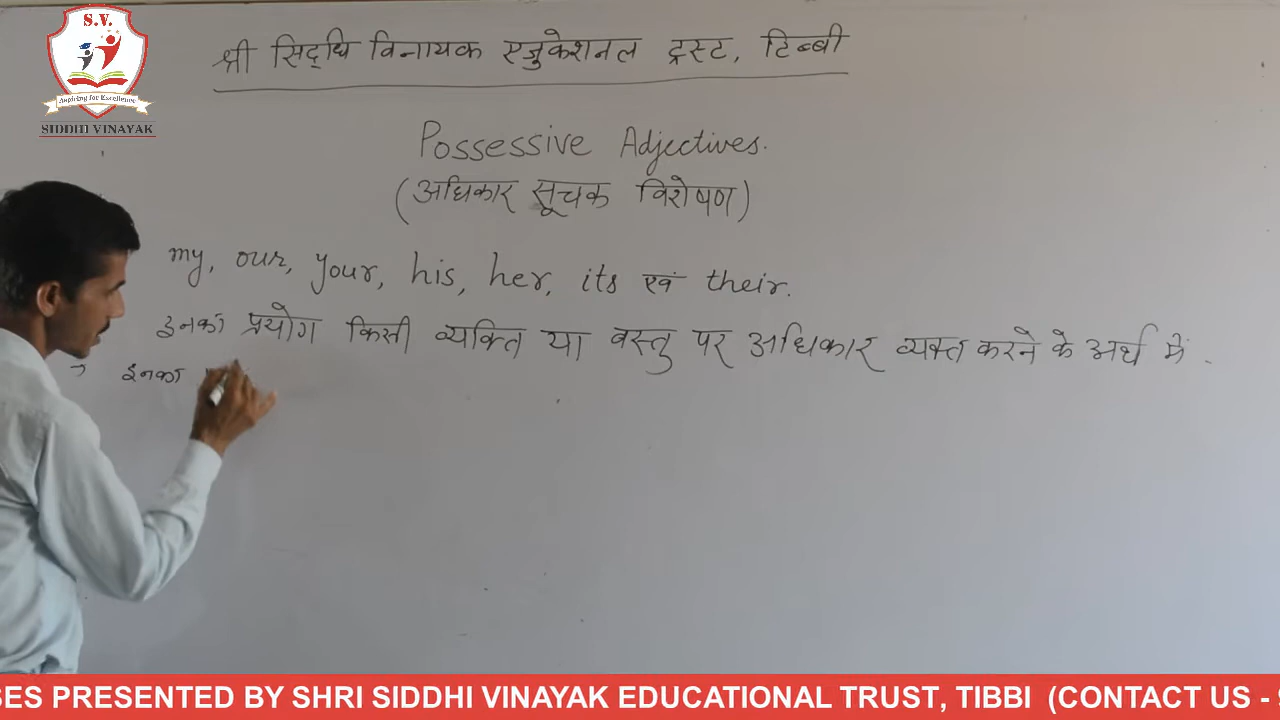 S.V.
Aspiring for Excellence
SIDDHI VINAYAK
श्री सिद्धि विनायक एजुकेशनल ट्रस्ट, टिब्बी
Possessive Adjectives.
(अधिकार सूचक विशेषण)
my, our, your, his, her, its एवं their.
इनका प्रयोग किसी व्यक्ति या वस्तु पर अधिकार व्यक्त करने के अर्थ में
इनका
SES PRESENTED BY SHRI SIDDHI VINAYAK EDUCATIONAL TRUST, TIBBI (CONTACT US -